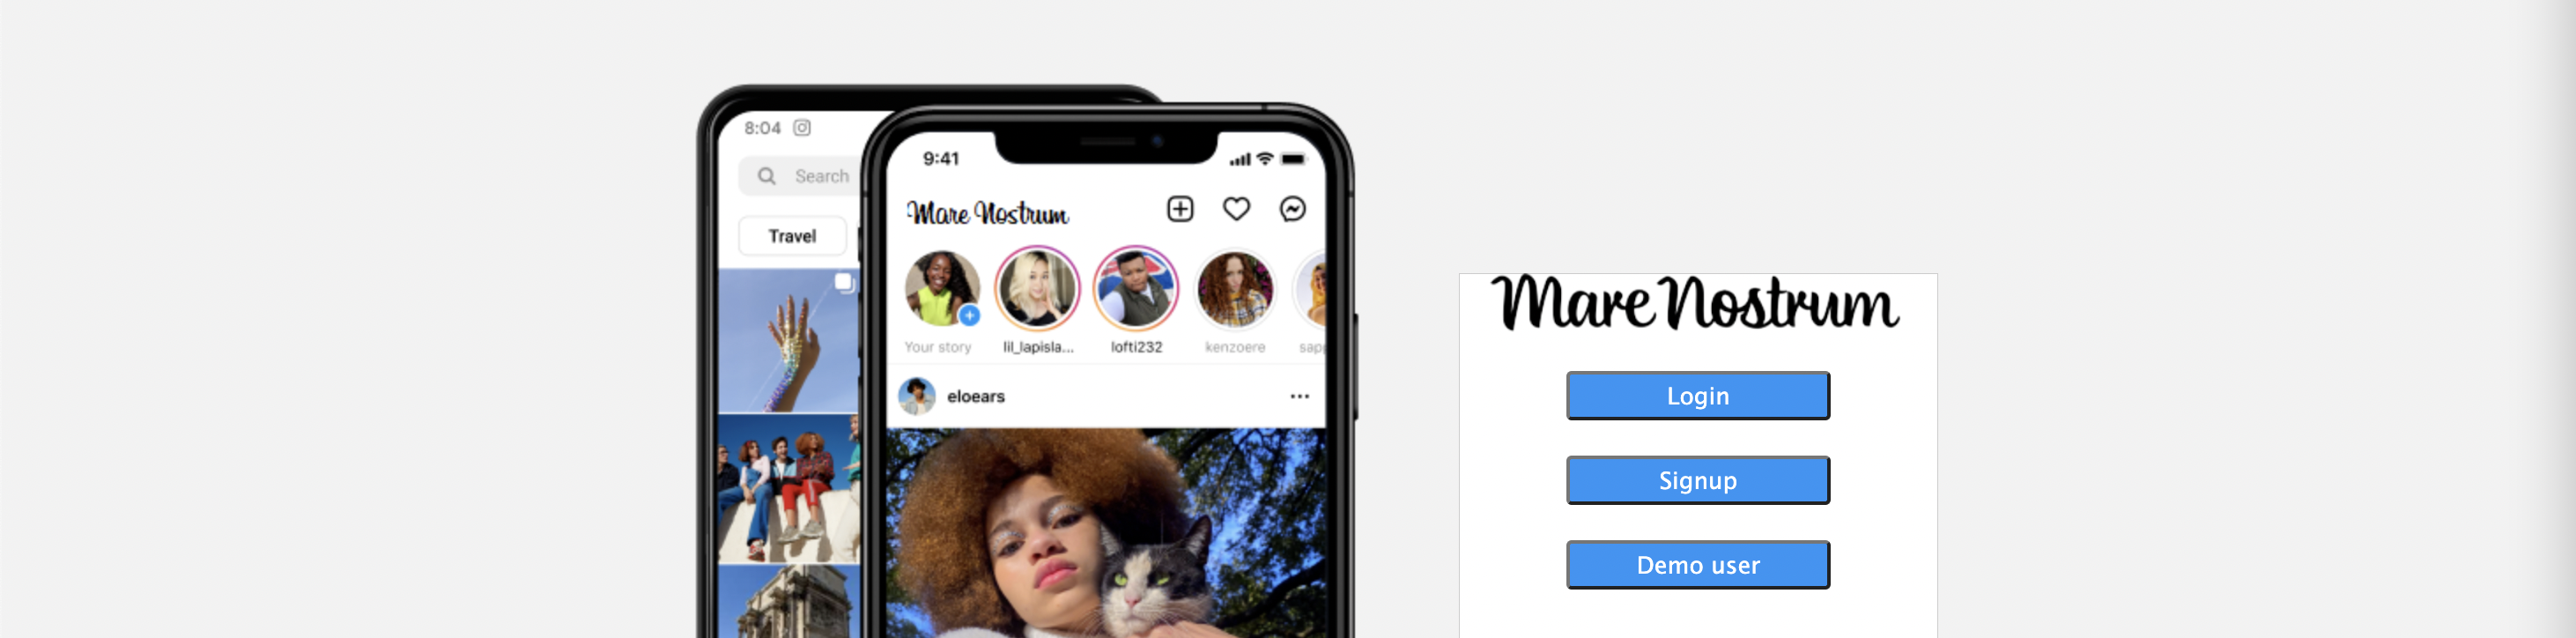 8:04
Search
Travel
9:41
Mare Nostrum
Your story
lil_lapisla...
lofti232
kenzoere
sap
eloears
Mare Nostrum
Login
Signup
Demo user